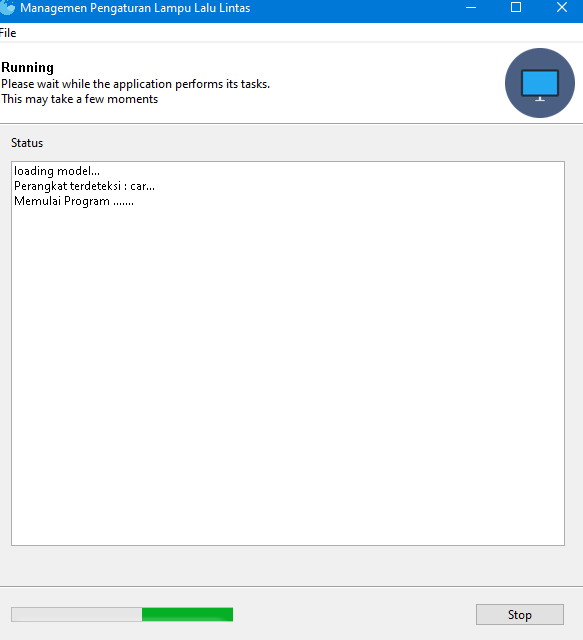 Managemen Pengaturan Lampu Lalu Lintas
File
Running
Please wait while the application performs its tasks.
This may take a few moments
Status
loading model...
Perangkat terdeteksi : car...
Memulai Program .......
Stop